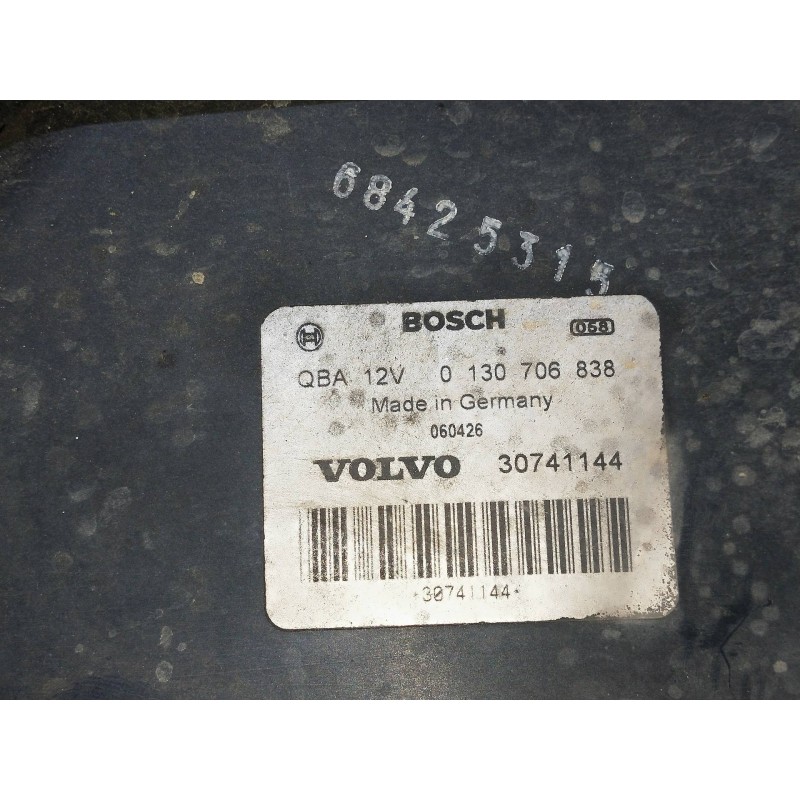 68425315
BOSCH
058
QBA 12V 0 130 706 838
Made in Germany
060426
VOLVO 30741144
*30741144*